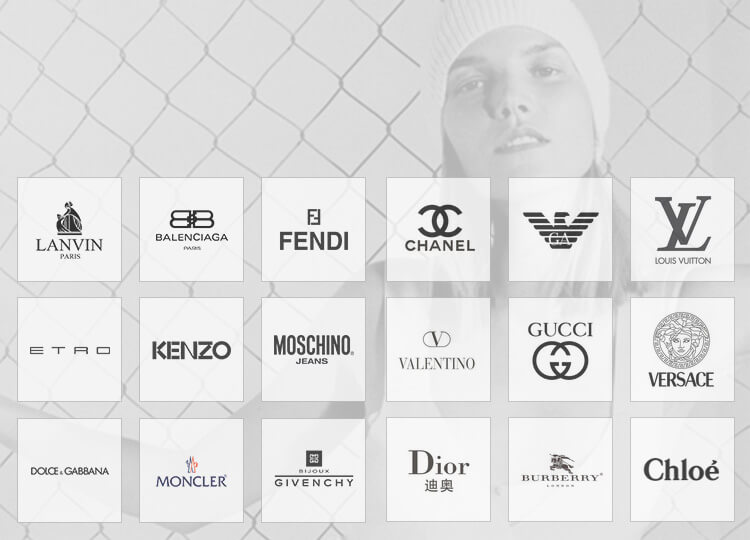 LANVIN
PARIS
BALENCIAGA
PARIS
FENDI
CHANEL
GA
LOUIS VUITTON
ETRO
KENZO
MOSCHINO®
JEANS
V
VALENTINO
GUCCI
VERSACE
DOLCE & GABBANA
MONCLER®
BIJOUX
GIVENCHY
Dior
迪奥
BURBERRY®
LONDON
Chloé